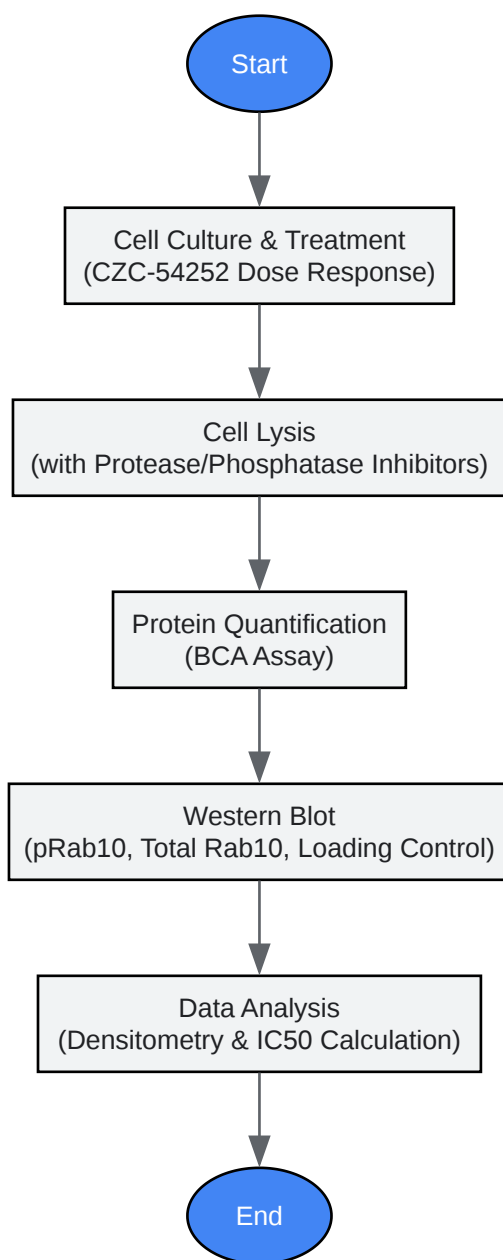 Start
Cell Culture & Treatment
(CZC-54252 Dose Response)
Cell Lysis
(with Protease/Phosphatase Inhibitors)
Protein Quantification
(BCA Assay)
Western Blot
(pRab10, Total Rab10, Loading Control)
Data Analysis
(Densitometry & IC50 Calculation)
End